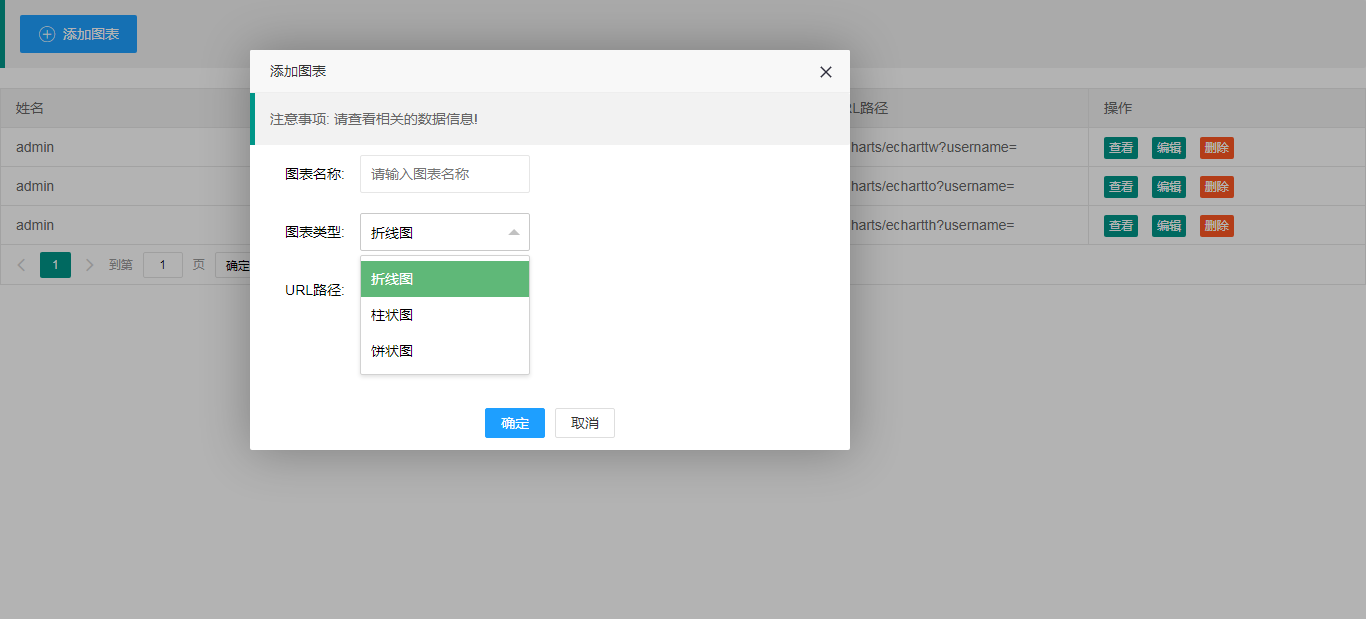 添加图表
添加图表
注意事项: 请查看相关的数据信息!
姓名
RL路径
操作
admin
harts/echarttw?username=
查看 编辑 删除
admin
harts/echartto?username=
查看 编辑 删除
admin
harts/echartth?username=
查看 编辑 删除
1 到第 1 页 确定
图表名称: 请输入图表名称
图表类型: 折线图
URL路径:
折线图
柱状图
饼状图
确定 取消